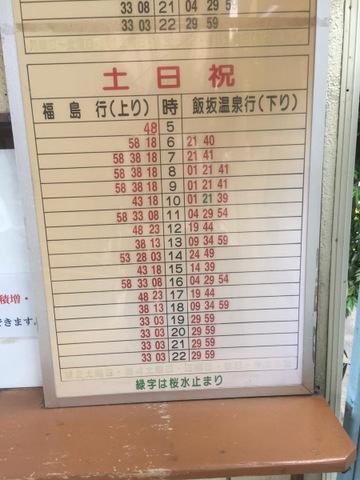 33 08 21 04 29 59
33 03 22 29 59
土日祝
福島 行(上り) 時 飯坂温泉行(下り)
48 5
58 18 6 21 40
58 38 18 7 21 41
58 38 18 8 01 21 41
58 38 18 9 01 21 41
43 18 10 01 21 39
58 33 08 11 04 29 54
48 23 12 19 44
38 13 13 09 34 59
53 28 03 14 24 49
43 18 15 14 39
58 33 08 16 04 29 54
48 23 17 19 44
38 13 18 09 34 59
33 03 19 29 59
33 03 20 29 59
33 03 21 29 59
33 03 22 29 59
緑字は桜水止まり
積増・
できます。